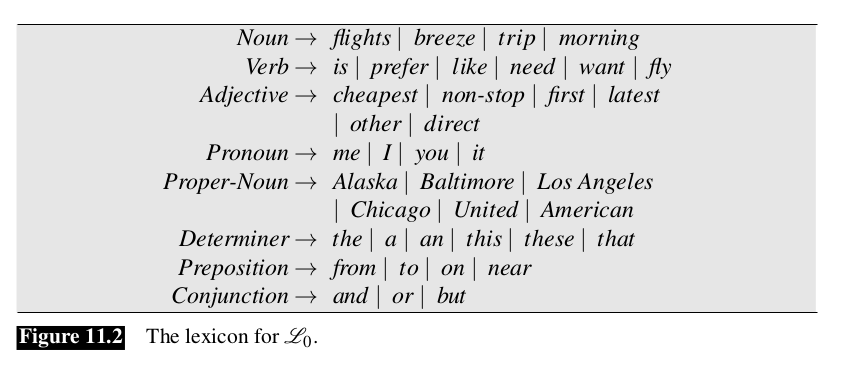 Noun → flights | breeze | trip | morning
Verb → is | prefer | like | need | want | fly
Adjective → cheapest | non-stop | first | latest
| other | direct
Pronoun → me | I | you | it
Proper-Noun → Alaska | Baltimore | Los Angeles
| Chicago | United | American
Determiner → the | a | an | this | these | that
Preposition → from | to | on | near
Conjunction → and | or | but
Figure 11.2 The lexicon for ℒ₀.